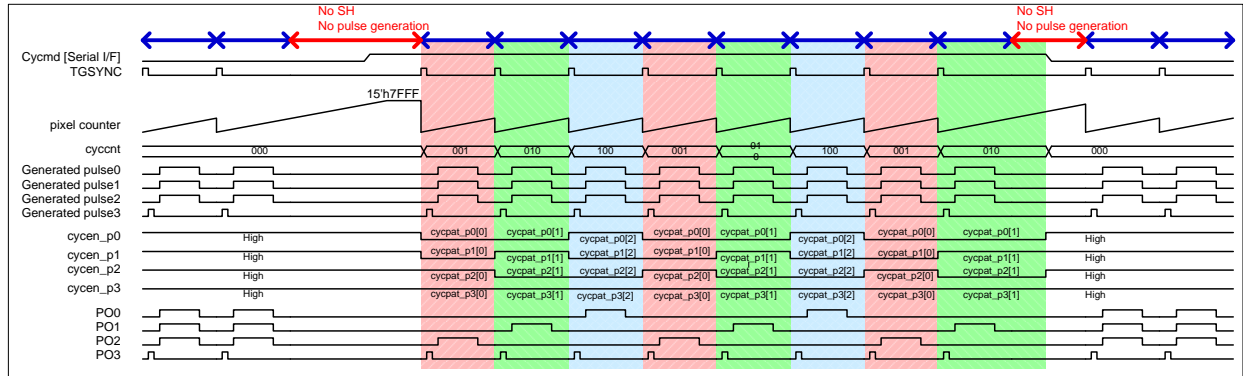 No SH No SH
No pulse generation No pulse generation
Cycmd [Serial I/F]
TGSYNC
15'h7FFF
pixel counter
cyccnt 000 001 010 100 001 010 100 001 010 000
Generated pulse0
Generated pulse1
Generated pulse2
Generated pulse3
cycen_p0 High cycpat_p0[0] cycpat_p0[1] cycpat_p0[2] cycpat_p0[0] cycpat_p0[1] cycpat_p0[2] cycpat_p0[0] cycpat_p0[1] High
cycen_p1 High cycpat_p1[0] cycpat_p1[1] cycpat_p1[2] cycpat_p1[0] cycpat_p1[1] cycpat_p1[2] cycpat_p1[0] cycpat_p1[1] High
cycen_p2 High cycpat_p2[0] cycpat_p2[1] cycpat_p2[2] cycpat_p2[0] cycpat_p2[1] cycpat_p2[2] cycpat_p2[0] cycpat_p2[1] High
cycen_p3 High cycpat_p3[0] cycpat_p3[1] cycpat_p3[2] cycpat_p3[0] cycpat_p3[1] cycpat_p3[2] cycpat_p3[0] cycpat_p3[1] High
PO0
PO1
PO2
PO3